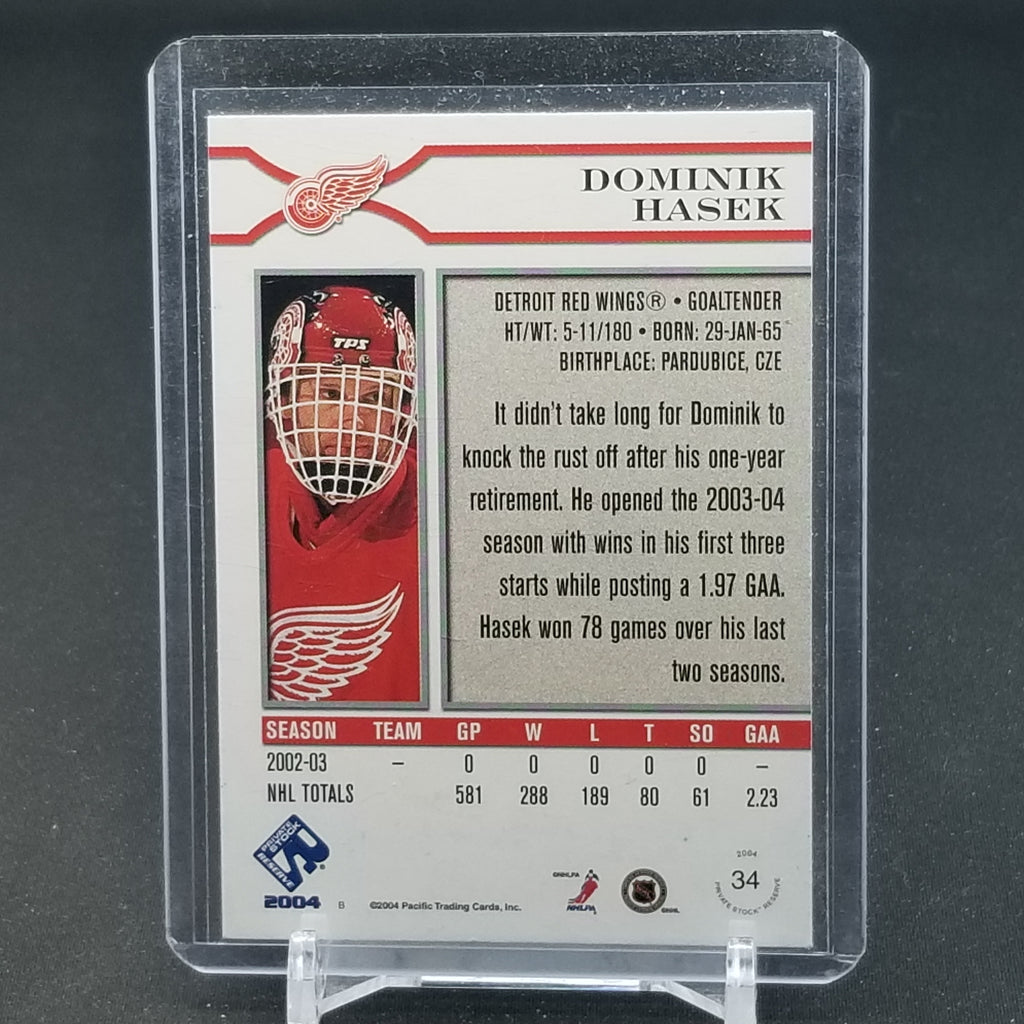 DOMINIK
HASEK
TPS
DETROIT RED WINGS® • GOALTENDER
HT/WT: 5-11/180 • BORN: 29-JAN-65
BIRTHPLACE: PARDUBICE, CZE
It didn't take long for Dominik to
knock the rust off after his one-year
retirement. He opened the 2003-04
season with wins in his first three
starts while posting a 1.97 GAA.
Hasek won 78 games over his last
two seasons.
SEASON TEAM GP W L T SO GAA
2002-03 – 0 0 0 0 0 –
NHL TOTALS 581 288 189 80 61 2.23
PRIVATE
STOCK
RESERVE
2004 B ©2004 Pacific Trading Cards, Inc.
©NHLPA
NHLPA
©NHL
2004
34
PRIVATE STOCK™ RESERVE